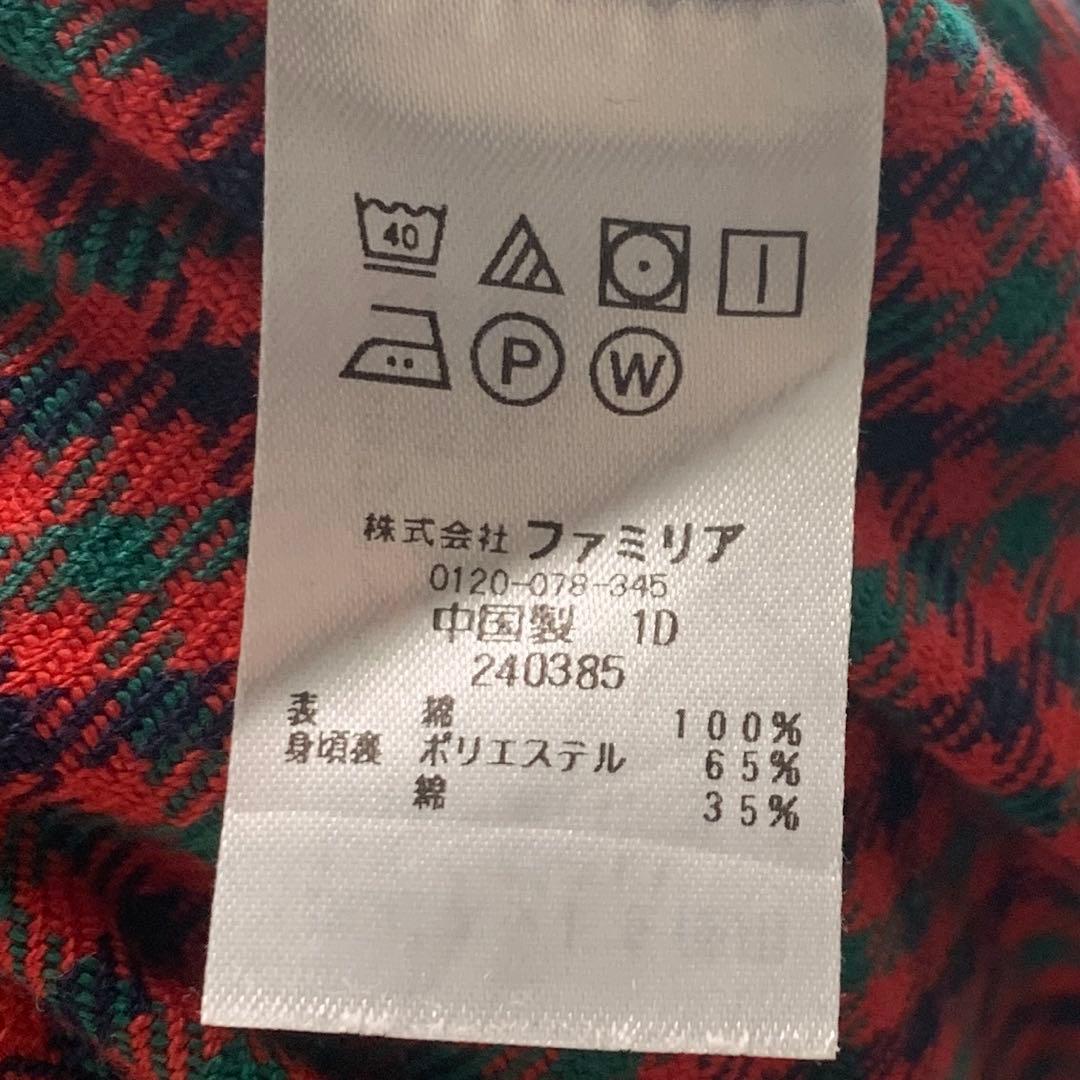 40
P W
株式会社 ファミリア
0120-078-345
中国製 1D
240385
表 綿 100%
身頃裏 ポリエステル 65%
綿 35%